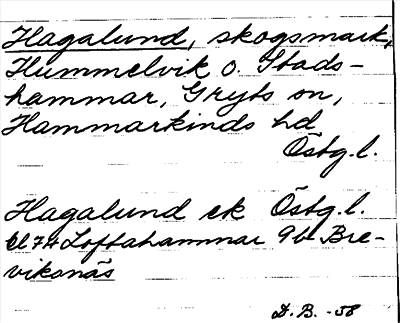 Hagalund, skogsmark,
Hummelvik o. Stads-
hammar, Gryts sn,
Hammarkinds hd
Östg.l.
Hagalund ek Östg.l.
bl 74 Loftahammar 9b Bre-
vikanäs
D. B. -58